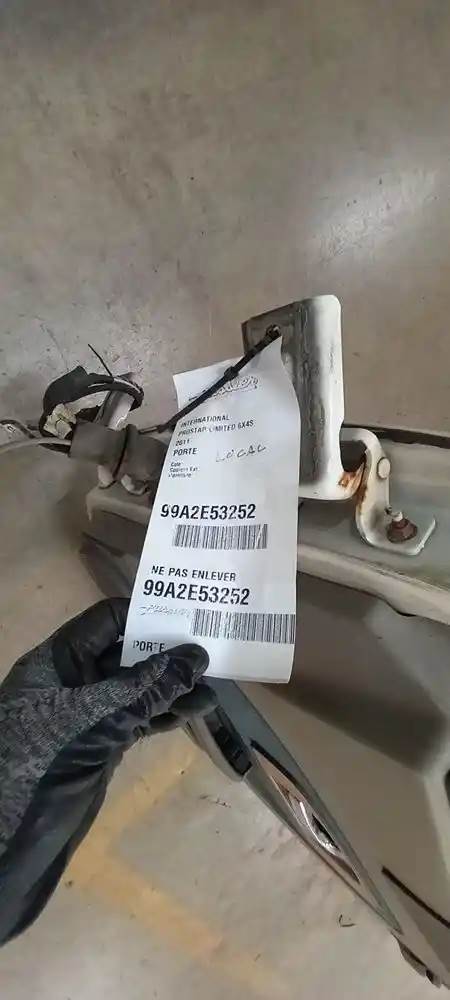 INTERNATIONAL
PROSTAR LIMITED 6X4S
2011
PORTE
LOCAL
99A2E53252
NE PAS ENLEVER
99A2E53252
PORTE